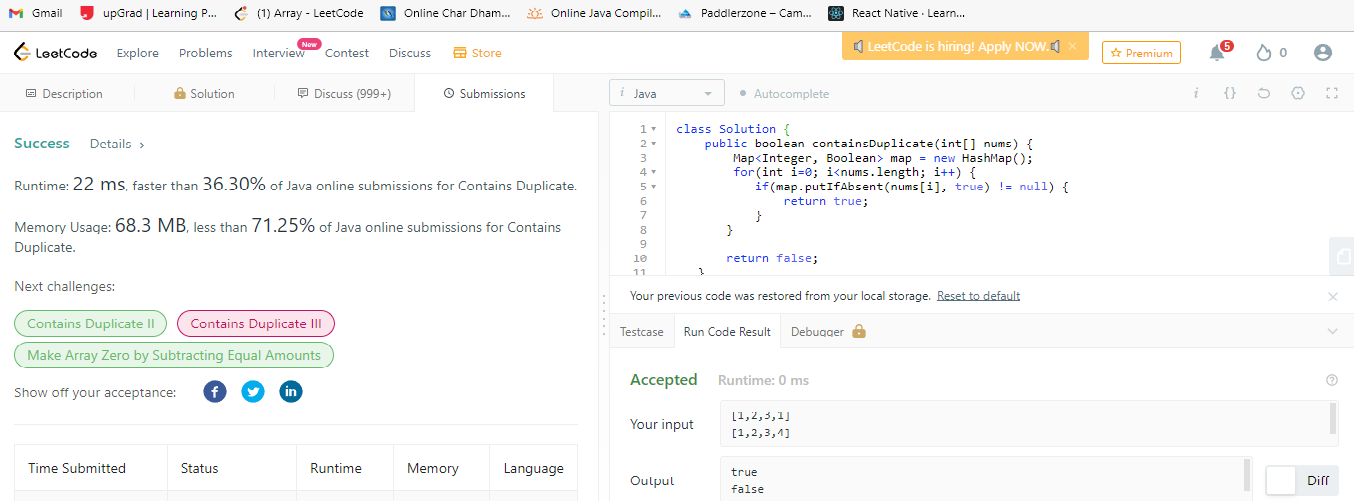 Gmail upGrad | Learning P... (1) Array - LeetCode Online Char Dham... Online Java Compil... Paddlerzone – Cam... React Native · Learn...
LeetCode Explore Problems Interview New Contest Discuss Store LeetCode is hiring! Apply NOW. × Premium 5 0
Description Solution Discuss (999+) Submissions
i Java Autocomplete i {}
Success Details >
Runtime: 22 ms, faster than 36.30% of Java online submissions for Contains Duplicate.
Memory Usage: 68.3 MB, less than 71.25% of Java online submissions for Contains
Duplicate.
Next challenges:
Contains Duplicate II Contains Duplicate III
Make Array Zero by Subtracting Equal Amounts
Show off your acceptance: f in
Time Submitted Status Runtime Memory Language
1 class Solution {
2 public boolean containsDuplicate(int[] nums) {
3 Map<Integer, Boolean> map = new HashMap();
4 for(int i=0; i<nums.length; i++) {
5 if(map.putIfAbsent(nums[i], true) != null) {
6 return true;
7 }
8 }
9
10 return false;
11 }
Your previous code was restored from your local storage. Reset to default
Testcase Run Code Result Debugger
Accepted Runtime: 0 ms
Your input
[1,2,3,1]
[1,2,3,4]
Output
true
false
Diff